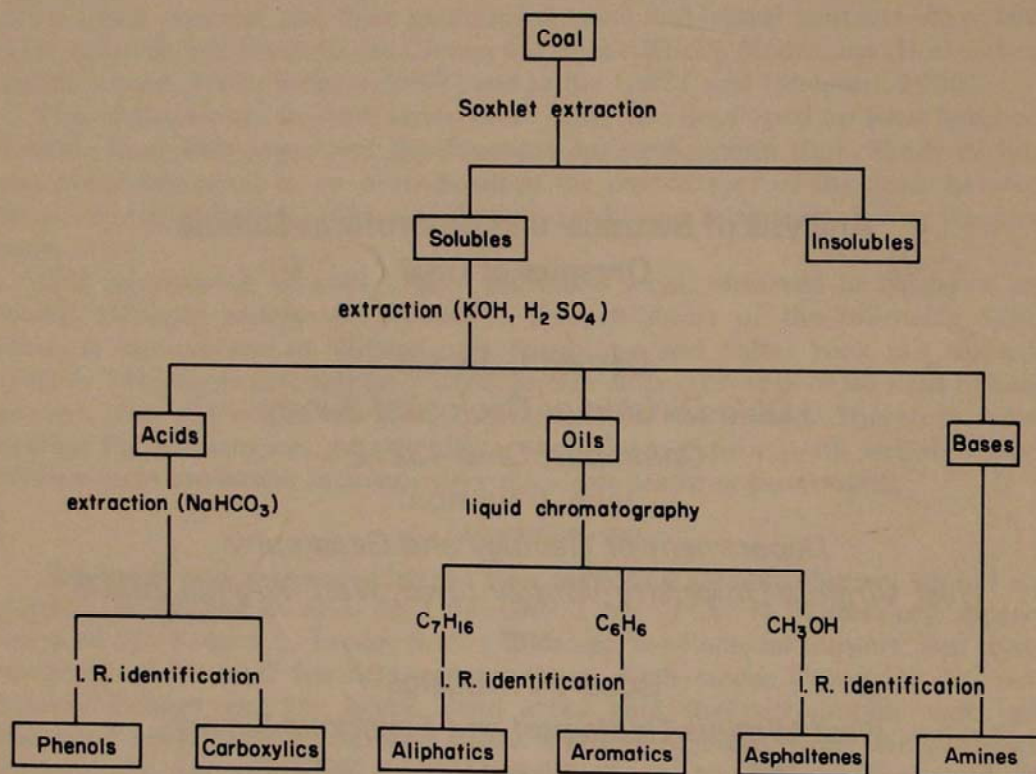 Coal
Soxhlet extraction
Solubles
Insolubles
extraction (KOH, H₂SO₄)
Acids
Oils
Bases
extraction (NaHCO₃)
liquid chromatography
C₇H₁₆
C₆H₆
CH₃OH
I. R. identification
I. R. identification
I. R. identification
Phenols
Carboxylics
Aliphatics
Aromatics
Asphaltenes
Amines